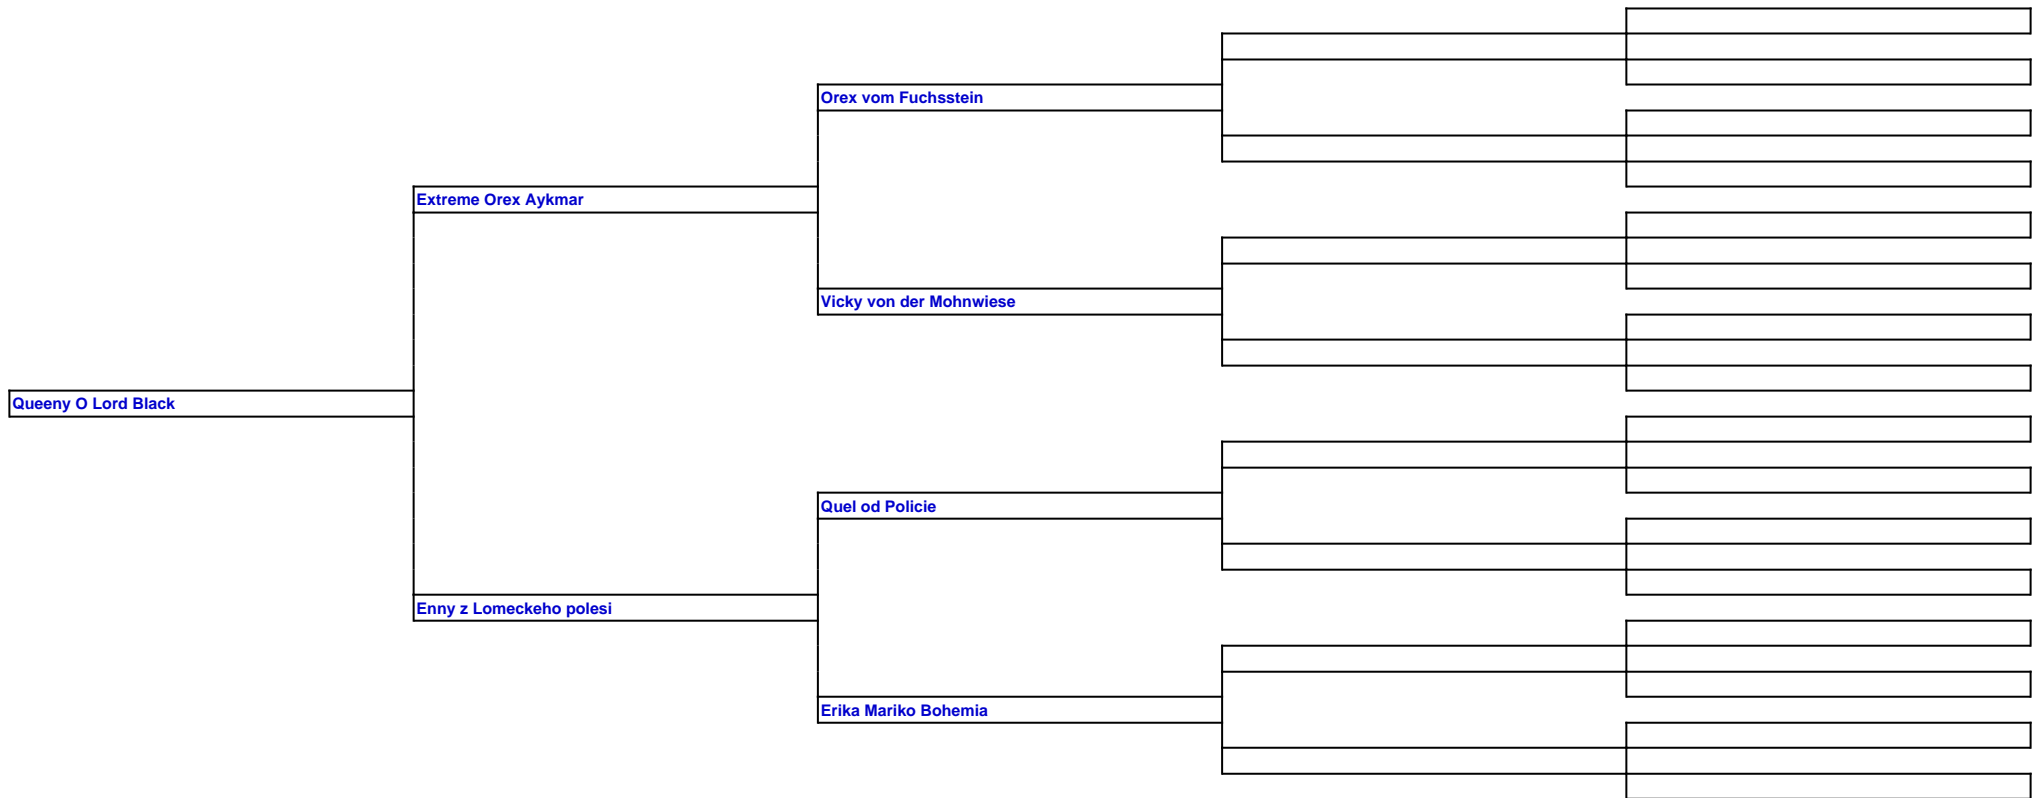 Orex vom Fuchsstein
Extreme Orex Aykmar
Vicky von der Mohnwiese
Queeny O Lord Black
Quel od Policie
Enny z Lomeckeho polesi
Erika Mariko Bohemia